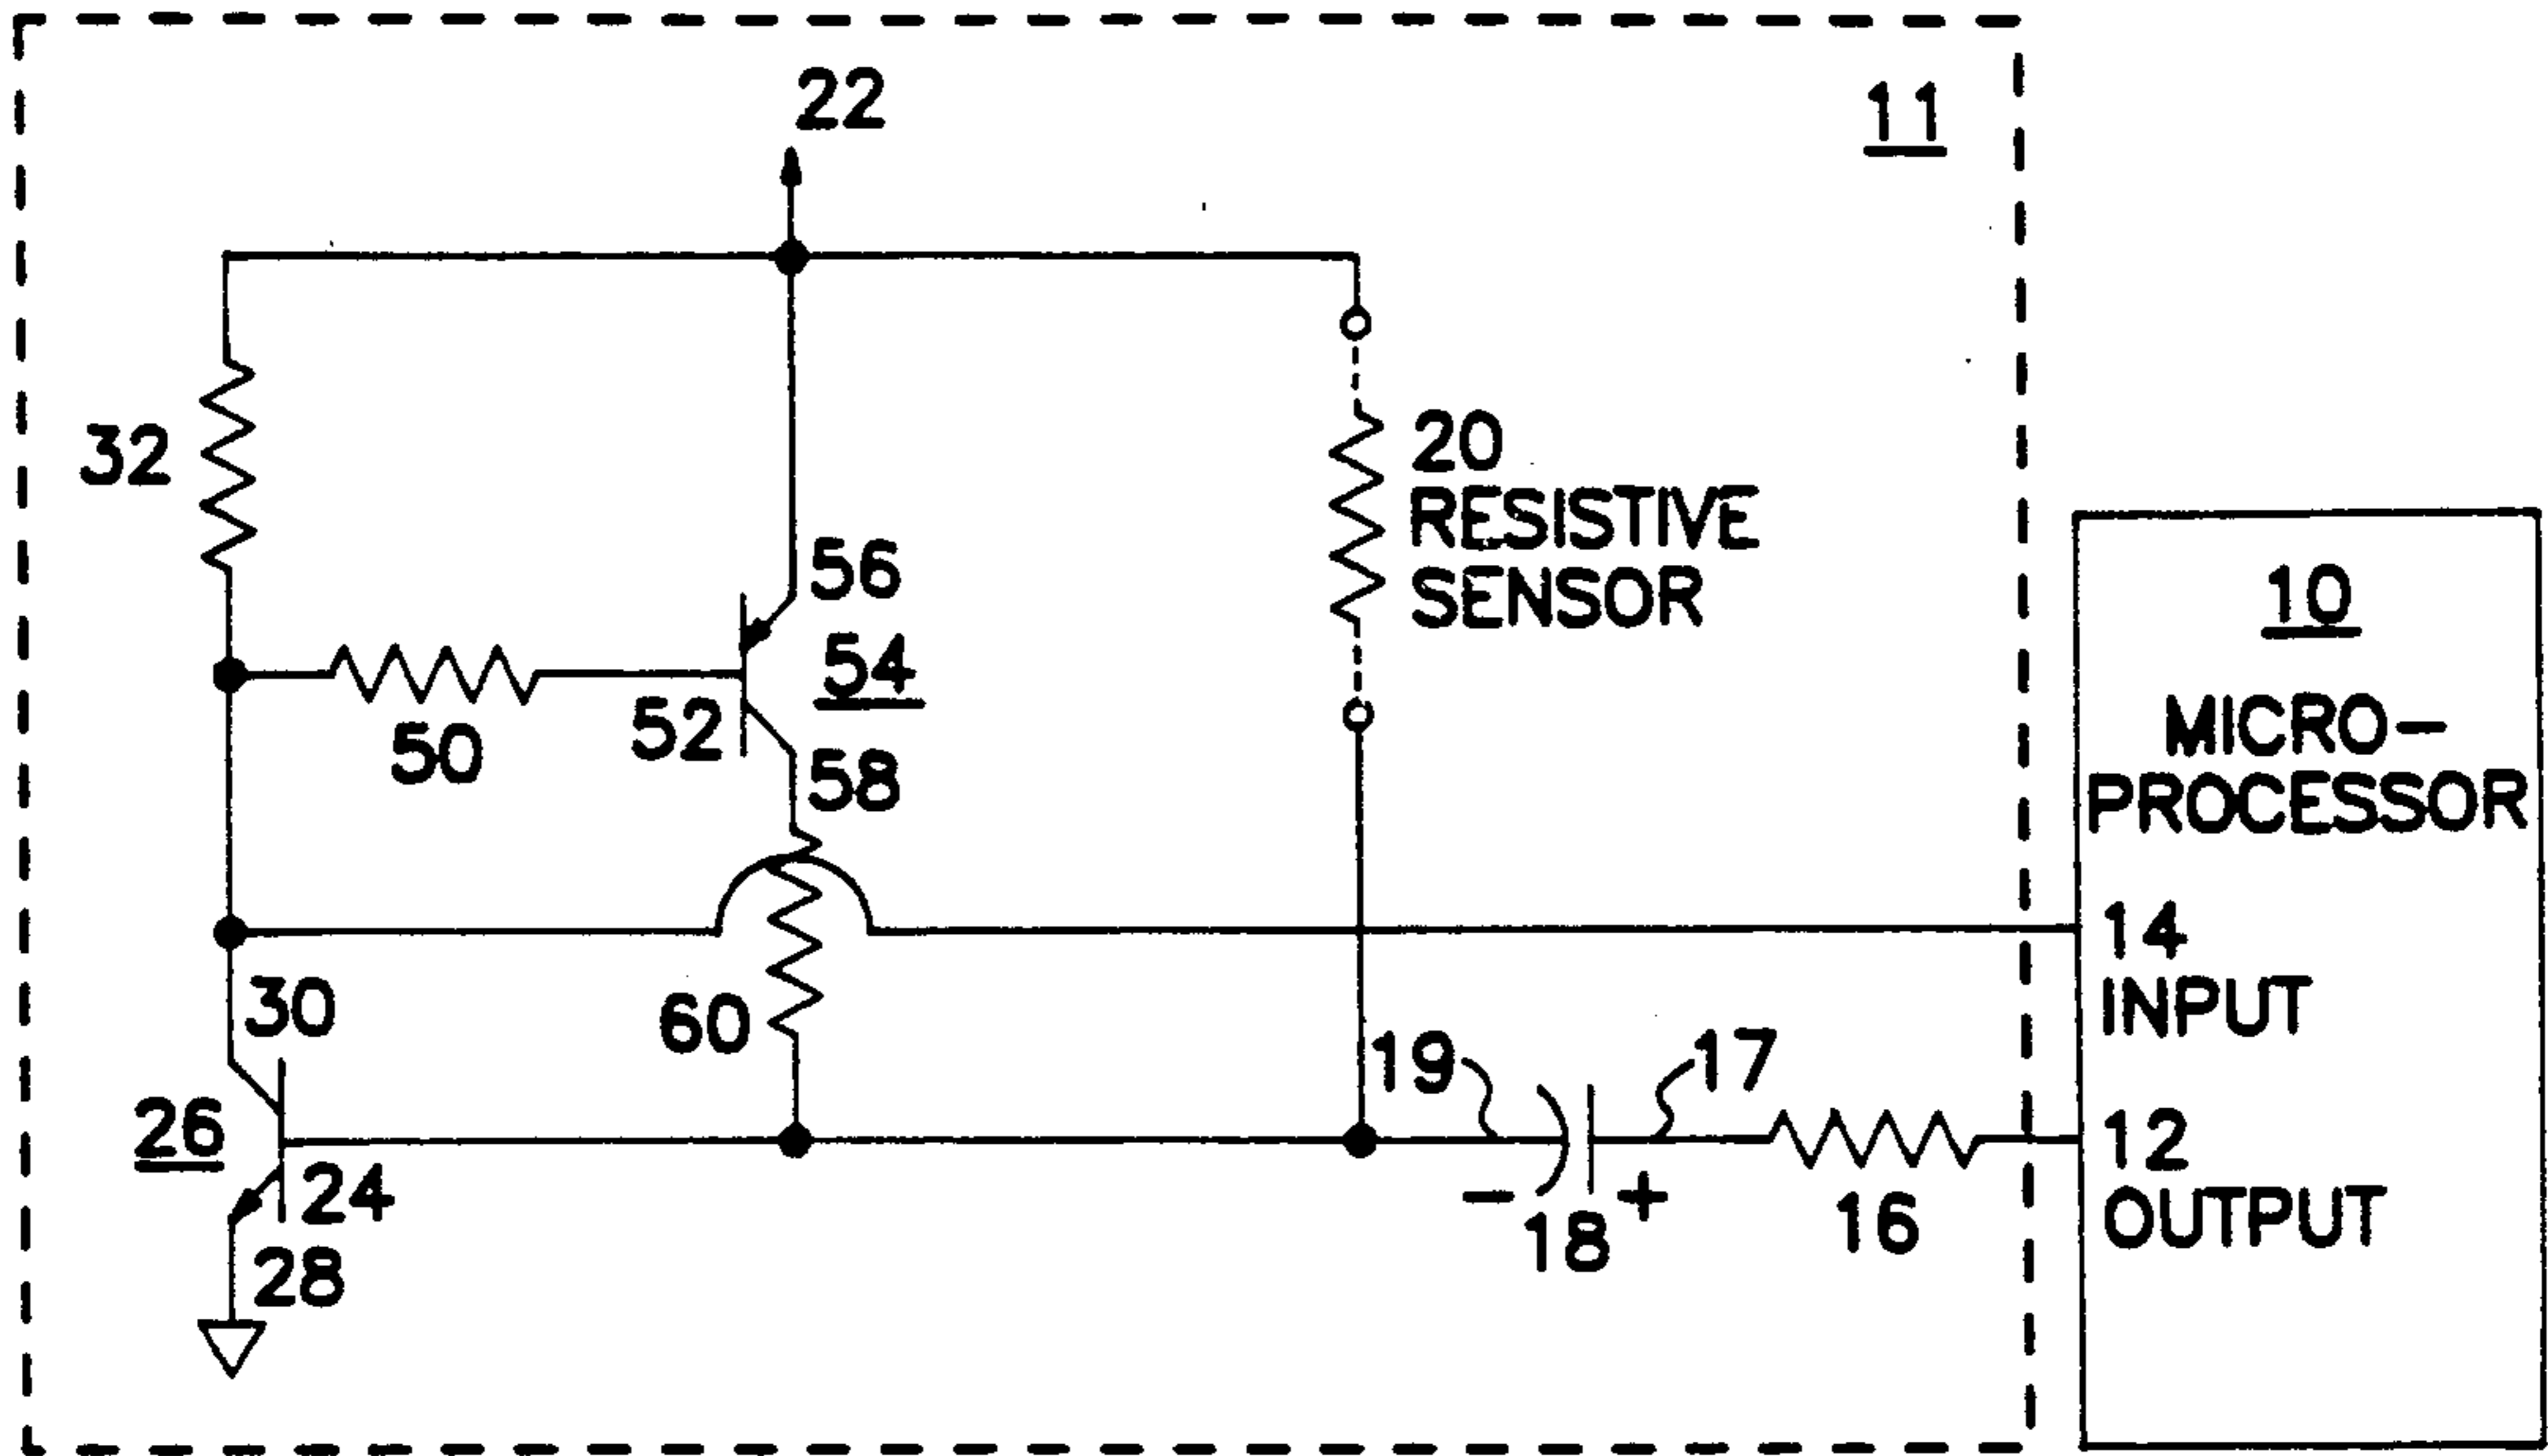 22
11
32
20
RESISTIVE
SENSOR
56
54
52
50
58
10
MICRO-
PROCESSOR
14
INPUT
30
60
19
17
26
24
28
- 18 +
16
12
OUTPUT